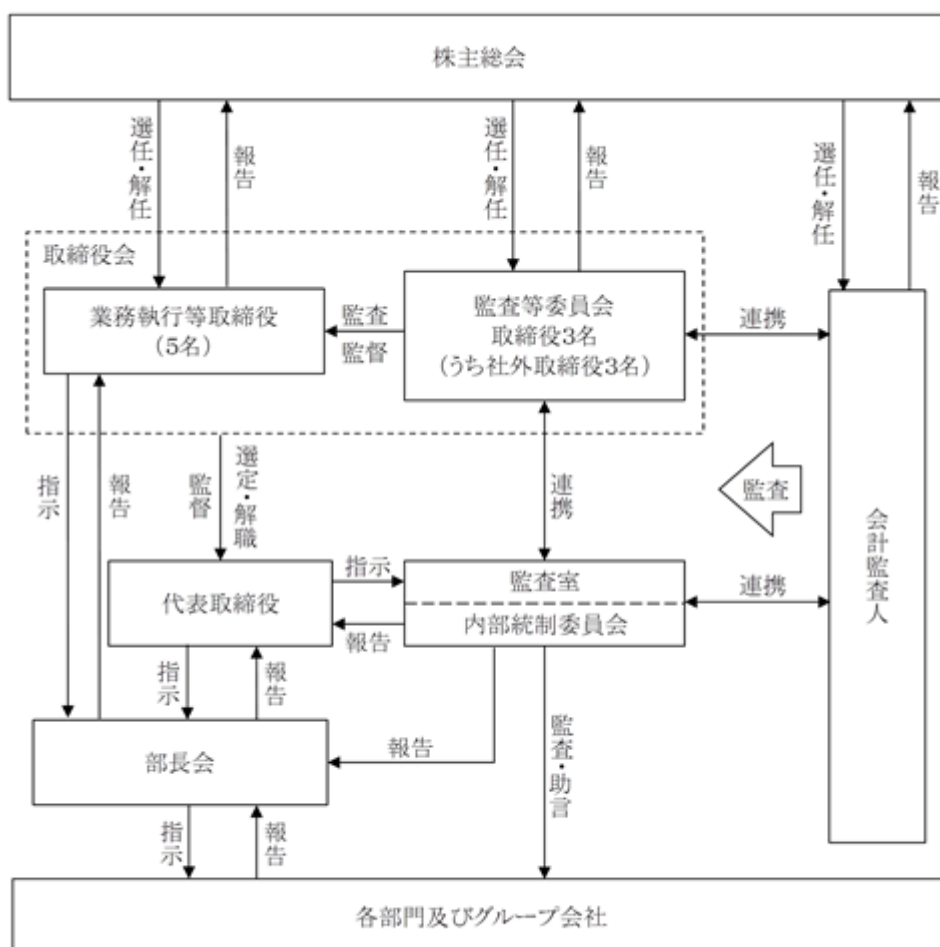 株主総会
選任・解任
報告
選任・解任
報告
選任・解任
報告
取締役会
業務執行等取締役
（5名）
監査
監督
監査等委員会
取締役3名
（うち社外取締役3名）
連携
指示
報告
監督
選定・解職
連携
監査
会計監査人
代表取締役
指示
報告
監査室
内部統制委員会
連携
指示
報告
報告
監査・助言
部長会
指示
報告
各部門及びグループ会社